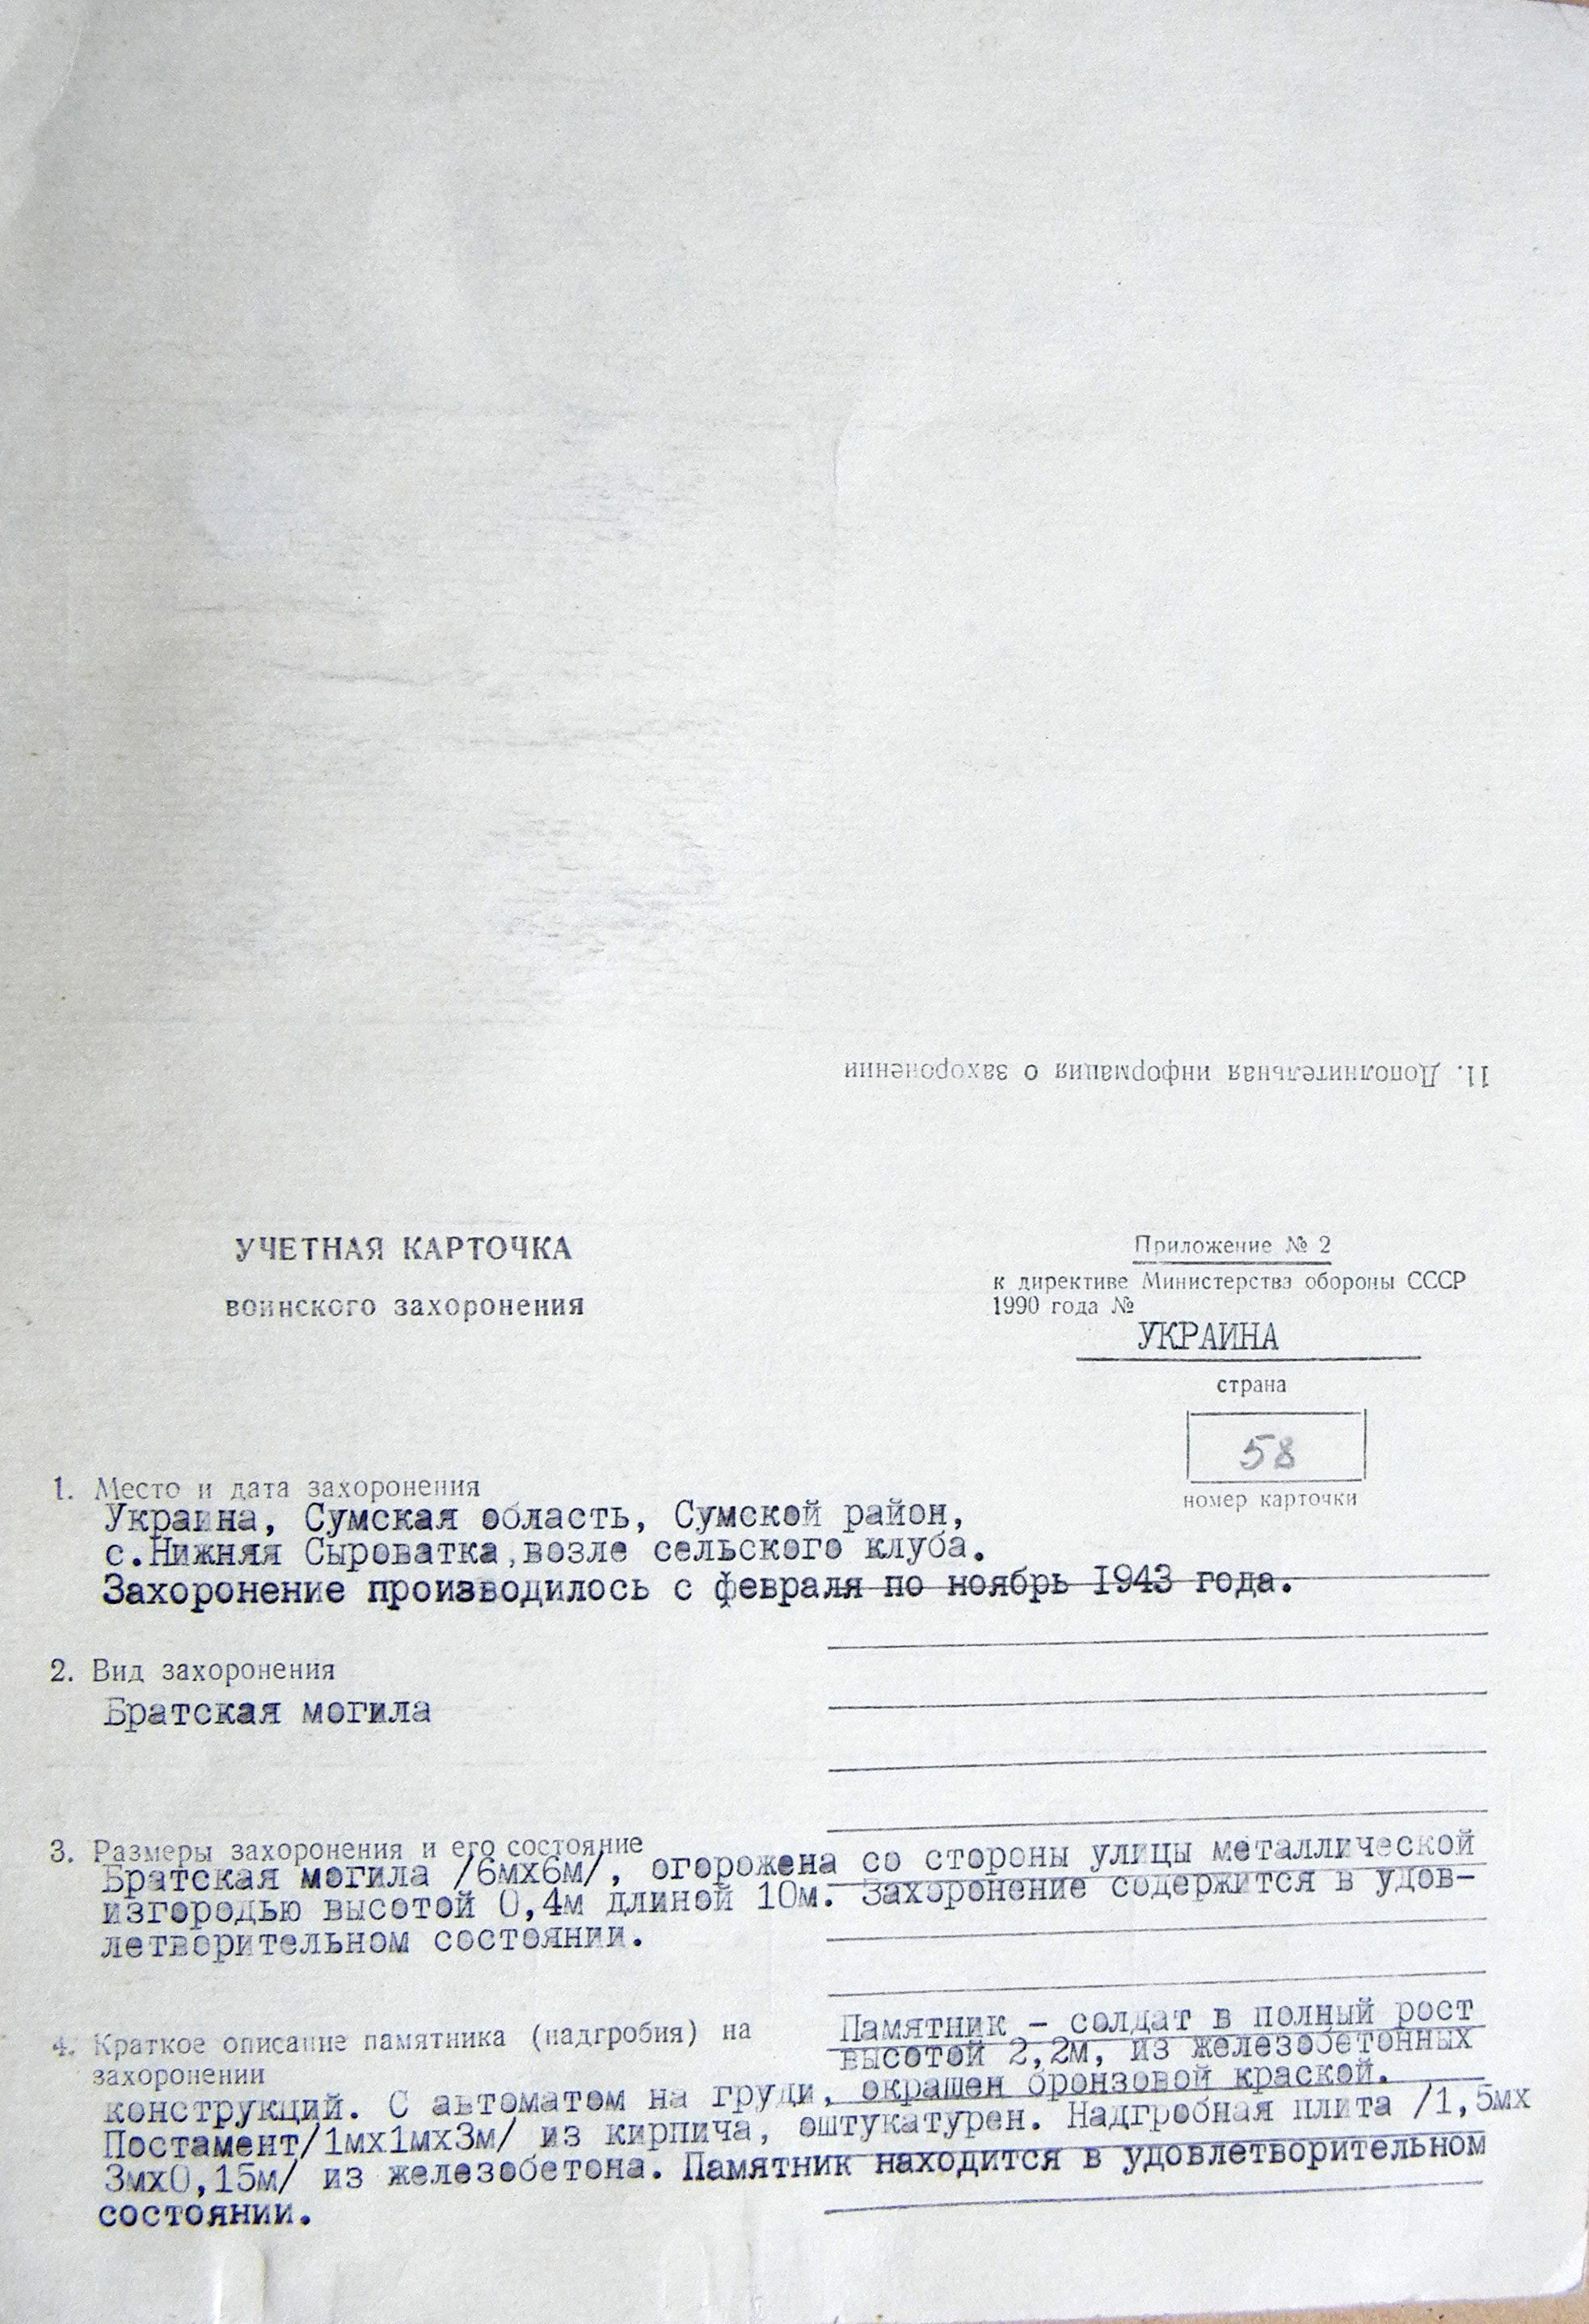 11. Дополнительная информация о захоронении
УЧЕТНАЯ КАРТОЧКА
воинского захоронения
Приложение № 2
к директиве Министерства обороны СССР
1990 года №
УКРАИНА
страна
58
номер карточки
1. Место и дата захоронения
Украина, Сумская область, Сумской район,
с.Нижняя Сыроватка,возле сельского клуба.
Захоронение производилось с февраля по ноябрь 1943 года.
2. Вид захоронения
Братская могила
3. Размеры захоронения и его состояние
Братская могила /6мх6м/, огорожена со стороны улицы металлической
изгородью высотой 0,4м длиной 10м. Захоронение содержится в удов-
летворительном состоянии.
4. Краткое описание памятника (надгробия) на
захоронении
Памятник - солдат в полный рост
высотой 2,2м, из железобетонных
конструкций. С автоматом на груди, окрашен бронзовой краской.
Постамент/1мх1мх3м/ из кирпича, оштукатурен. Надгробная плита /1,5мх
3мх0,15м/ из железобетона. Памятник находится в удовлетворительном
состоянии.